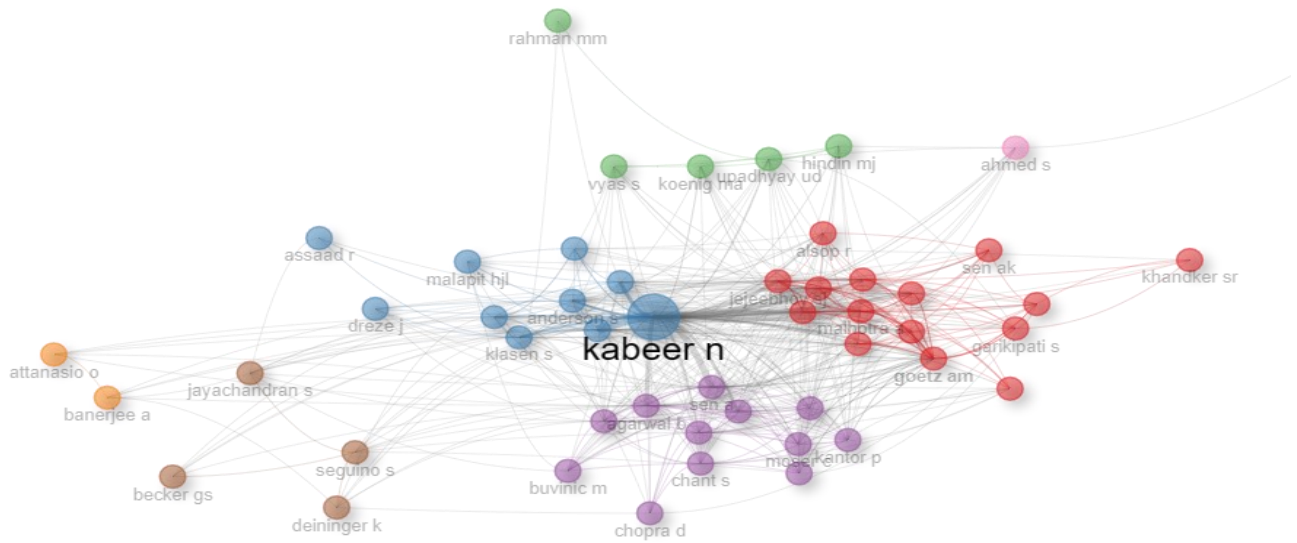 rahman mm
vyas s
koenig ma
upadhyay ud
hindin mj
ahmed s
assaad r
malapit hjl
alsop r
sen ak
khandker sr
dreze j
anderson s
klasen s
kabeer n
jejeebhoy sj
malhotra a
garikipati s
goetz am
attanasio o
banerjee a
jayachandran s
sen a
agarwal b
seguino s
becker gs
deininger k
buvinic m
chant s
moser c
kantor p
chopra d